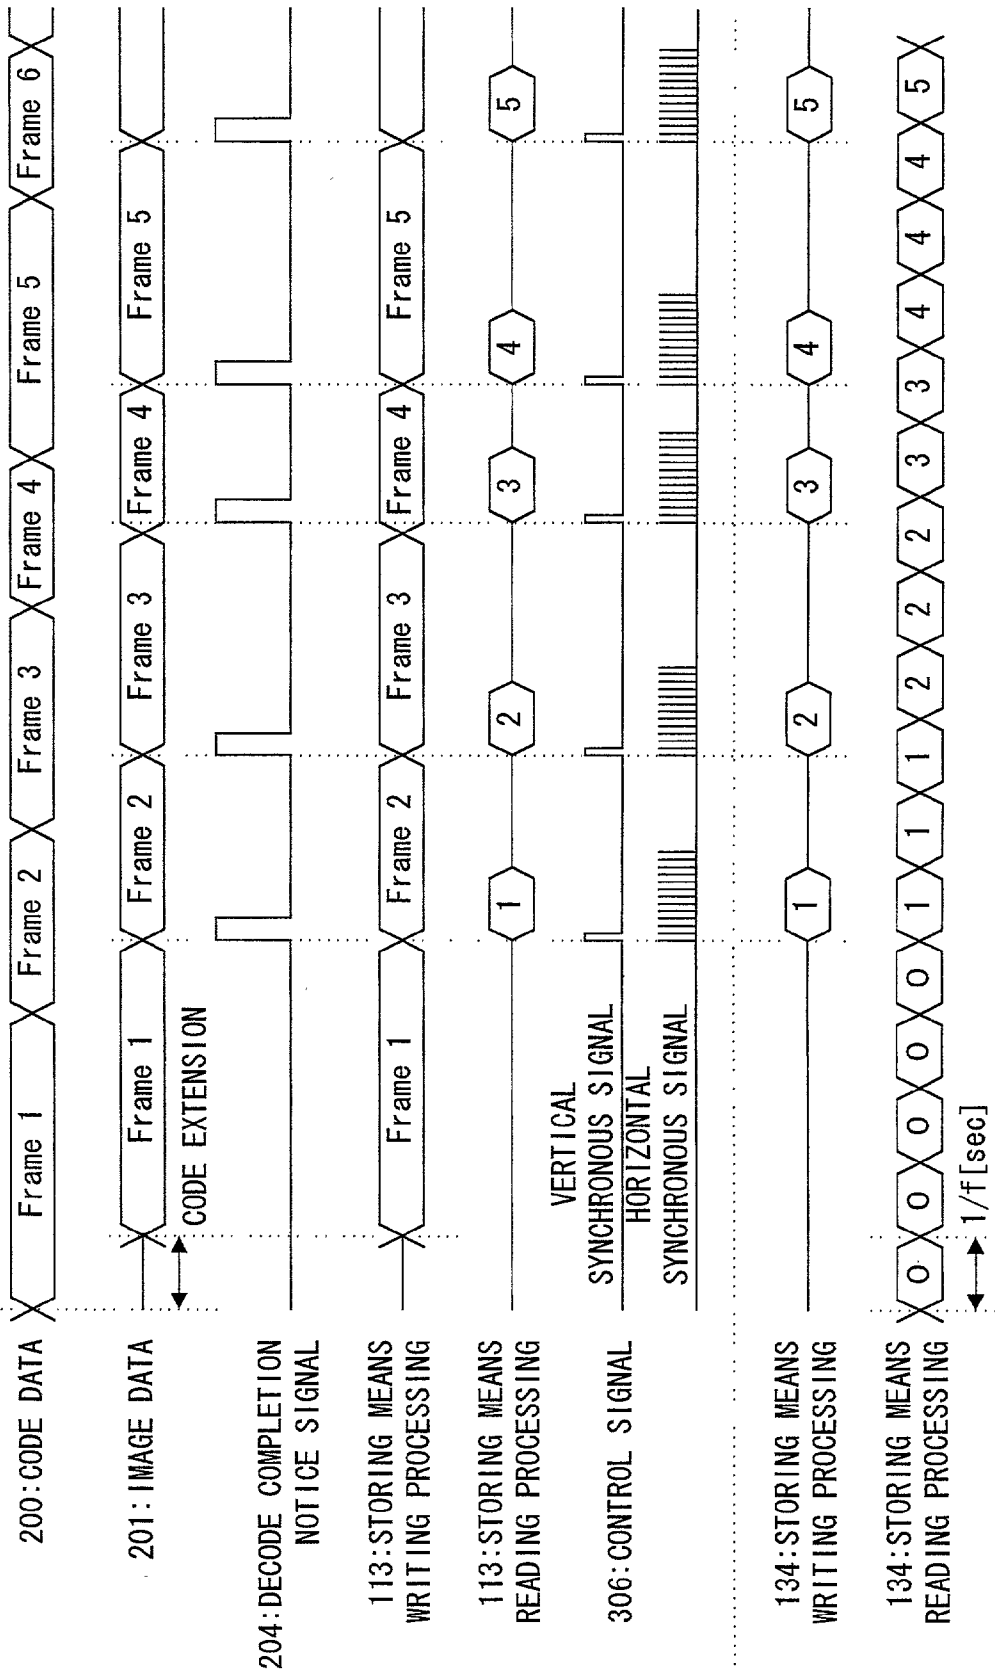 200:CODE DATA
Frame 1
Frame 2
Frame 3
Frame 4
Frame 5
Frame 6
201:IMAGE DATA
Frame 1
Frame 2
Frame 3
Frame 4
Frame 5
CODE EXTENSION
204:DECODE COMPLETION
NOTICE SIGNAL
113:STORING MEANS
WRITING PROCESSING
Frame 1
Frame 2
Frame 3
Frame 4
Frame 5
113:STORING MEANS
READING PROCESSING
1
2
3
4
5
306:CONTROL SIGNAL
VERTICAL
SYNCHRONOUS SIGNAL
HORIZONTAL
SYNCHRONOUS SIGNAL
134:STORING MEANS
WRITING PROCESSING
1
2
3
4
5
134:STORING MEANS
READING PROCESSING
0
0
0
0
0
1
1
1
2
2
2
3
3
4
4
4
5
1/f[sec]